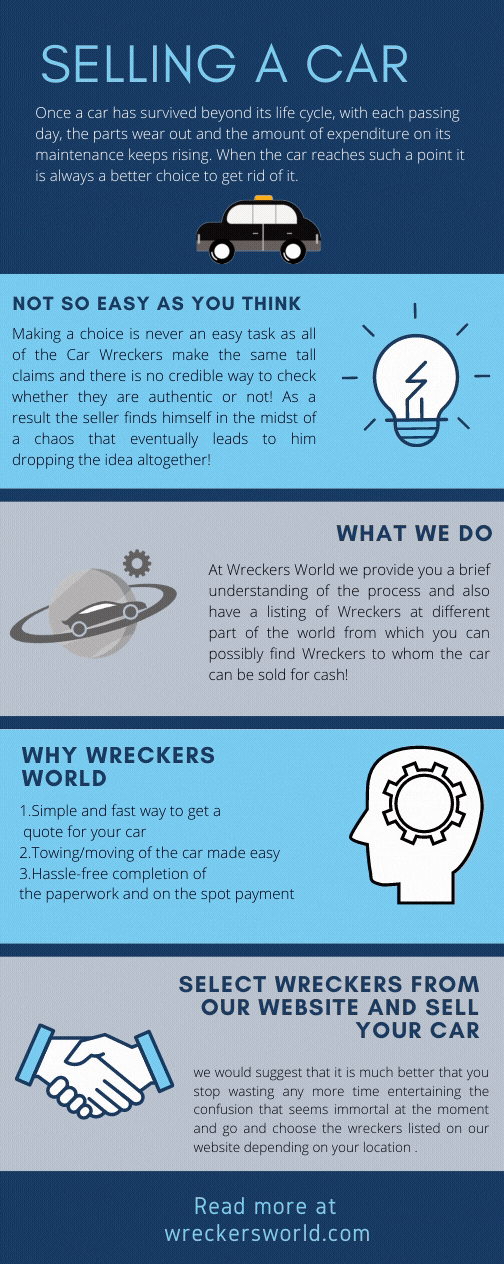 SELLING A CAR
Once a car has survived beyond its life cycle, with each passing
day, the parts wear out and the amount of expenditure on its
maintenance keeps rising. When the car reaches such a point it
is always a better choice to get rid of it.
NOT SO EASY AS YOU THINK
Making a choice is never an easy task as all
of the Car Wreckers make the same tall
claims and there is no credible way to check
whether they are authentic or not! As a
result the seller finds himself in the midst of
a chaos that eventually leads to him
dropping the idea altogether!
WHAT WE DO
At Wreckers World we provide you a brief
understanding of the process and also
have a listing of Wreckers at different
part of the world from which you can
possibly find Wreckers to whom the car
can be sold for cash!
WHY WRECKERS
WORLD
1.Simple and fast way to get a
quote for your car
2.Towing/moving of the car made easy
3.Hassle-free completion of
the paperwork and on the spot payment
SELECT WRECKERS FROM
OUR WEBSITE AND SELL
YOUR CAR
we would suggest that it is much better that you
stop wasting any more time entertaining the
confusion that seems immortal at the moment
and go and choose the wreckers listed on our
website depending on your location .
Read more at
wreckersworld.com